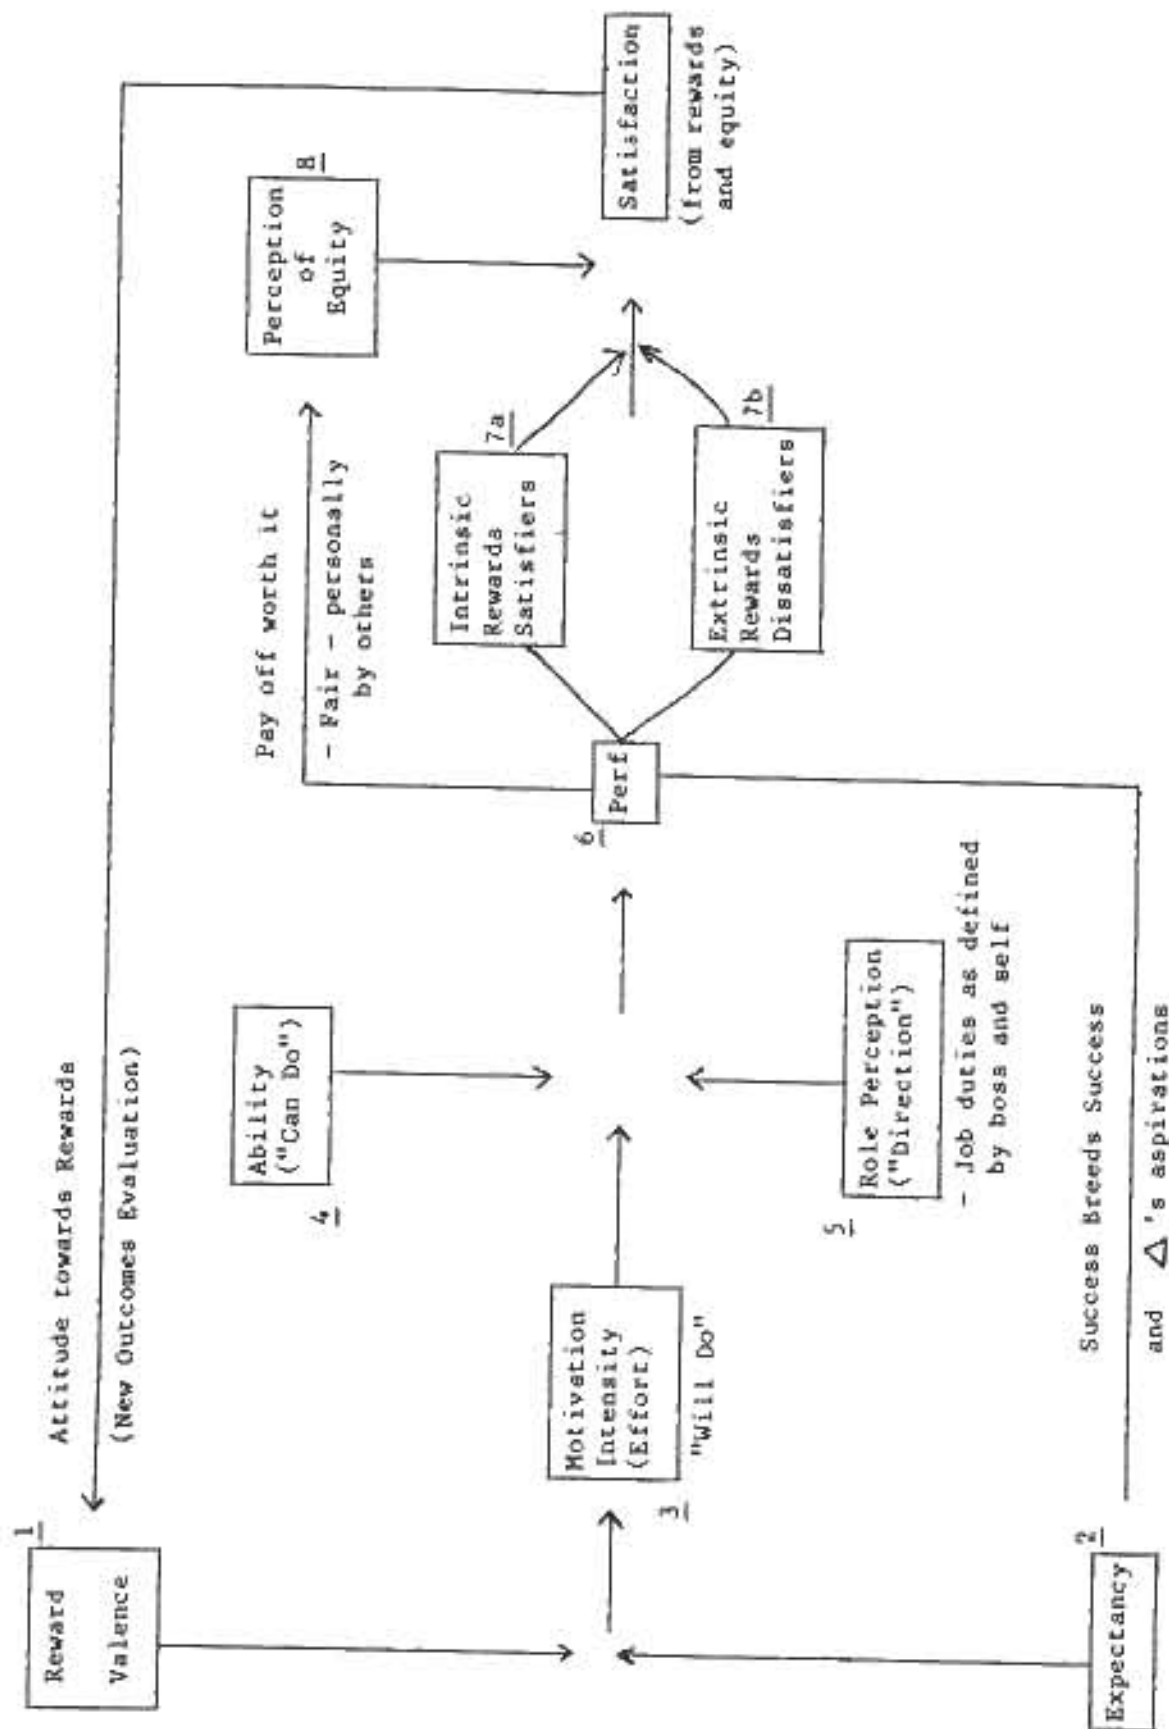 Attitude towards Rewards
(New Outcomes Evaluation)
1
Reward
Valence
2
Expectancy
3
Motivation
Intensity
(Effort)
"Will Do"
4
Ability
("Can Do")
5
Role Perception
("Direction")
- Job duties as defined
by boss and self
6
Perf
Success Breeds Success
and Δ's aspirations
Pay off worth it
- Fair - personally
by others
7a
Intrinsic
Rewards
Satisfiers
7b
Extrinsic
Rewards
Dissatisfiers
8
Perception
of
Equity
Satisfaction
(from rewards
and equity)